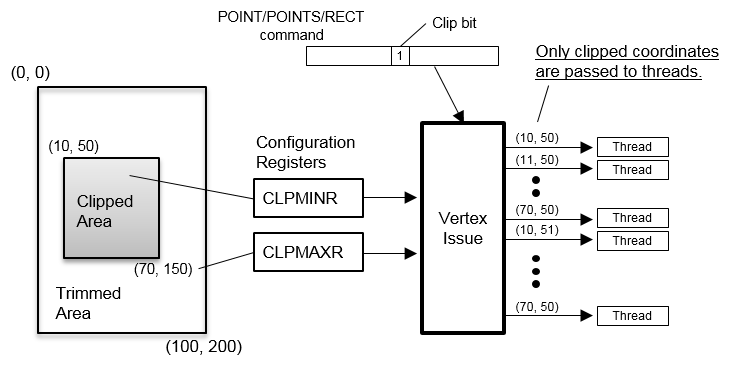 POINT/POINTS/RECT
command
Clip bit
1
Only clipped coordinates
are passed to threads.
(0, 0)
(10, 50)
Clipped
Area
(70, 150)
Trimmed
Area
(100, 200)
Configuration
Registers
CLPMINR
CLPMAXR
Vertex
Issue
(10, 50)
Thread
(11, 50)
Thread
(70, 50)
Thread
(10, 51)
Thread
(70, 50)
Thread